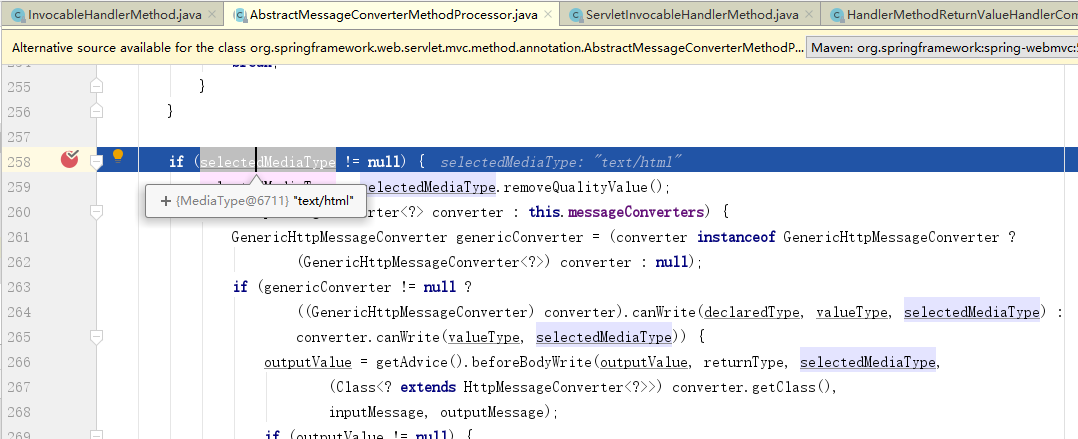 InvocableHandlerMethod.java × AbstractMessageConverterMethodProcessor.java × ServletInvocableHandlerMethod.java × HandlerMethodReturnValueHandlerCom
Alternative source available for the class org.springframework.web.servlet.mvc.method.annotation.AbstractMessageConverterMethodP... Maven: org.springframework:spring-webmvc:5
254 break;
255 }
256 }
257
258 if (selectedMediaType != null) { selectedMediaType: "text/html"
259 selectedMediaType.removeQualityValue();
+ {MediaType@6711} "text/html"
260 converter : this.messageConverters) {
261 GenericHttpMessageConverter genericConverter = (converter instanceof GenericHttpMessageConverter ?
262 (GenericHttpMessageConverter<?>) converter : null);
263 if (genericConverter != null ?
264 ((GenericHttpMessageConverter) converter).canWrite(declaredType, valueType, selectedMediaType) :
265 converter.canWrite(valueType, selectedMediaType)) {
266 outputValue = getAdvice().beforeBodyWrite(outputValue, returnType, selectedMediaType,
267 (Class<? extends HttpMessageConverter<?>>) converter.getClass(),
268 inputMessage, outputMessage);
269 if (outputValue != null) {